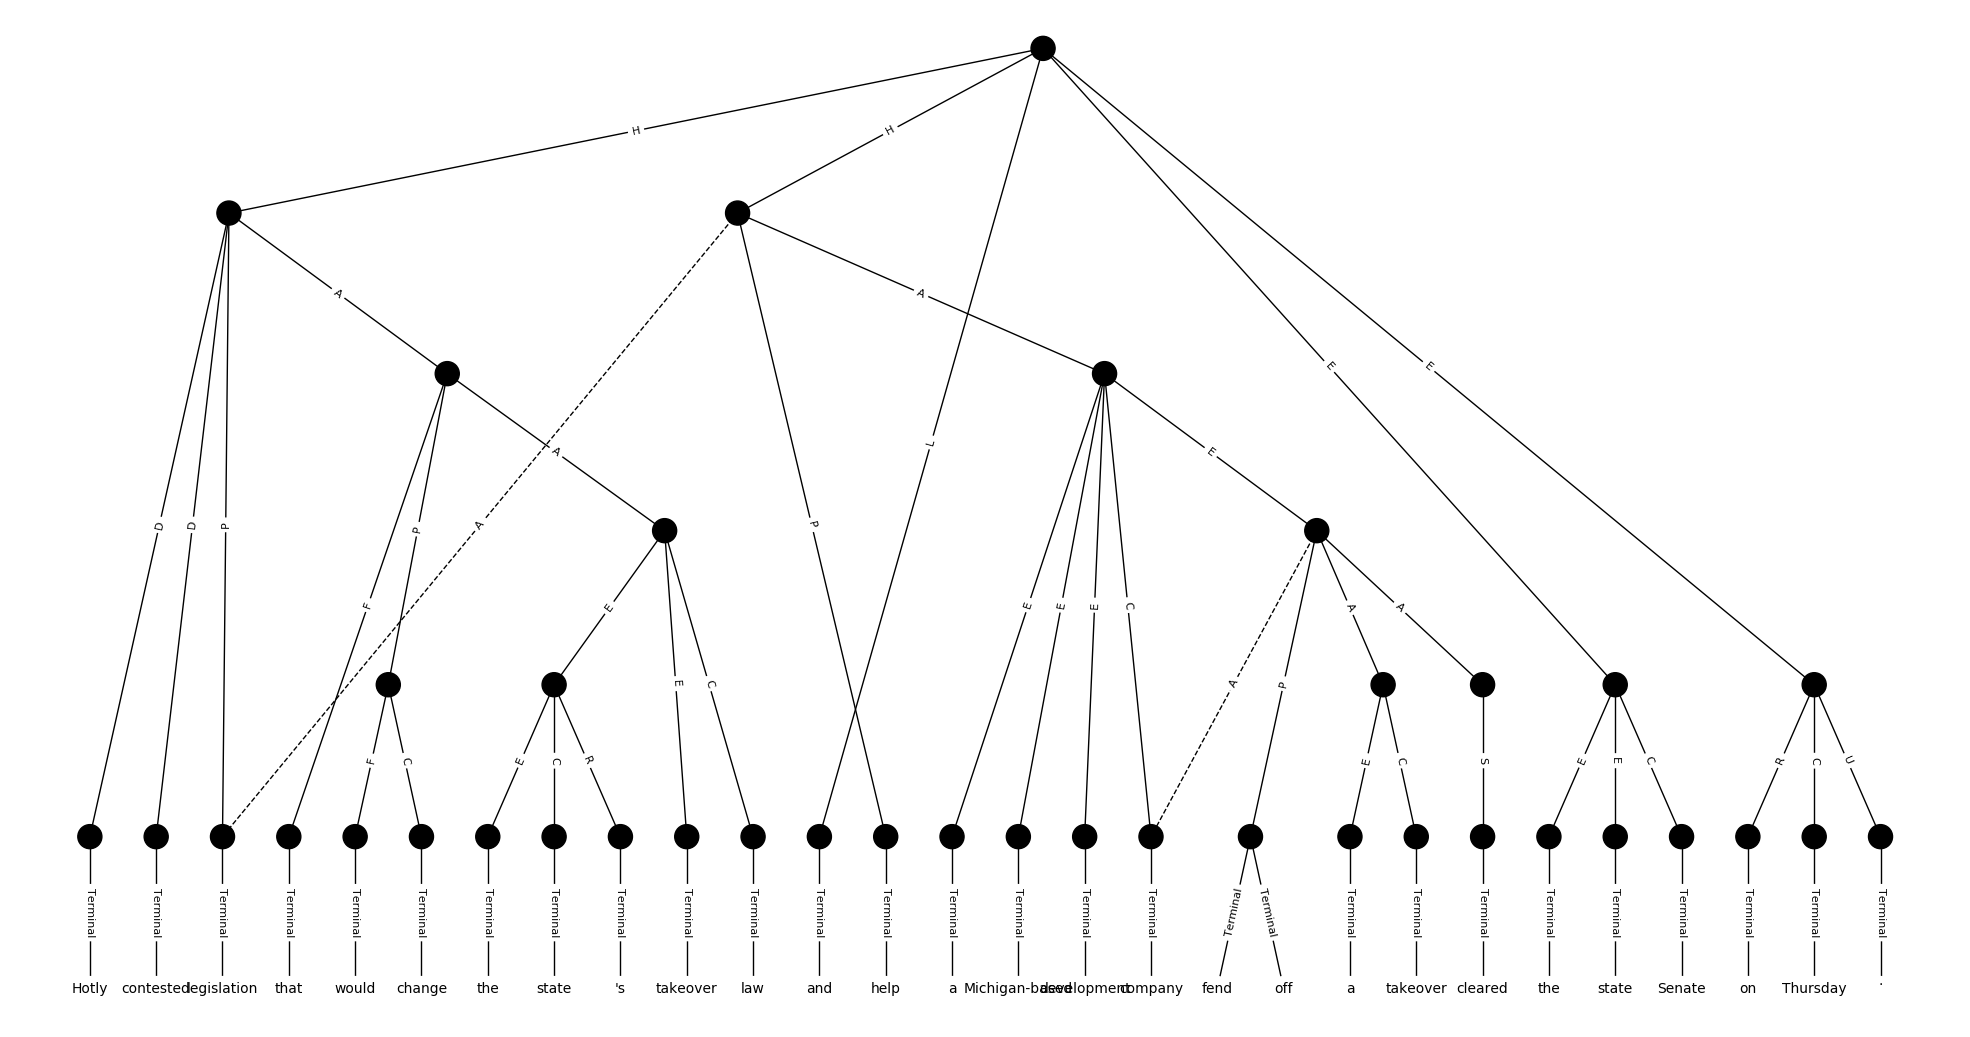 H H
A A E E
L
A E
D D P A P P
F E E E E C E A A
E C A P
F C E C R E C S E E C R C U
Terminal Terminal Terminal Terminal Terminal Terminal Terminal Terminal Terminal Terminal Terminal Terminal Terminal Terminal Terminal Terminal Terminal Terminal Terminal Terminal Terminal Terminal Terminal Terminal Terminal Terminal Terminal Terminal
Hotly contested legislation that would change the state 's takeover law and help a Michigan-based development company fend off a takeover cleared the state Senate on Thursday .